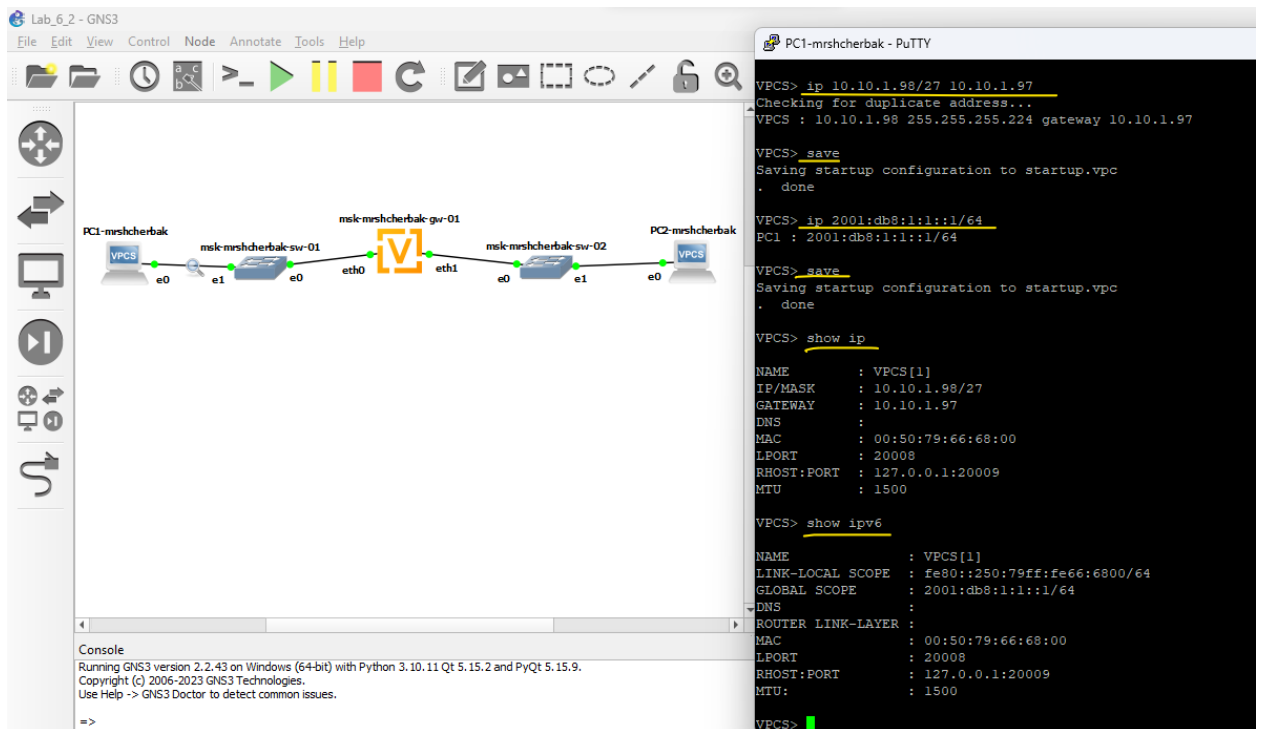 Lab_6_2 - GNS3
File Edit View Control Node Annotate Tools Help
PC1-mrshcherbak
VPCS
e0
msk-mrshcherbak-sw-01
e1
e0
msk-mrshcherbak-gw-01
V
eth0
eth1
msk-mrshcherbak-sw-02
e0
e1
PC2-mrshcherbak
VPCS
e0
Console
Running GNS3 version 2.2.43 on Windows (64-bit) with Python 3.10.11 Qt 5.15.2 and PyQt 5.15.9.
Copyright (c) 2006-2023 GNS3 Technologies.
Use Help -> GNS3 Doctor to detect common issues.
=>
PC1-mrshcherbak - PuTTY
VPCS> ip 10.10.1.98/27 10.10.1.97
Checking for duplicate address...
VPCS : 10.10.1.98 255.255.255.224 gateway 10.10.1.97
VPCS> save
Saving startup configuration to startup.vpc
.  done
VPCS> ip 2001:db8:1:1::1/64
PC1 : 2001:db8:1:1::1/64
VPCS> save
Saving startup configuration to startup.vpc
.  done
VPCS> show ip
NAME        : VPCS[1]
IP/MASK     : 10.10.1.98/27
GATEWAY     : 10.10.1.97
DNS         :
MAC         : 00:50:79:66:68:00
LPORT       : 20008
RHOST:PORT  : 127.0.0.1:20009
MTU         : 1500
VPCS> show ipv6
NAME              : VPCS[1]
LINK-LOCAL SCOPE  : fe80::250:79ff:fe66:6800/64
GLOBAL SCOPE      : 2001:db8:1:1::1/64
DNS               :
ROUTER LINK-LAYER :
MAC               : 00:50:79:66:68:00
LPORT             : 20008
RHOST:PORT        : 127.0.0.1:20009
MTU:              : 1500
VPCS>